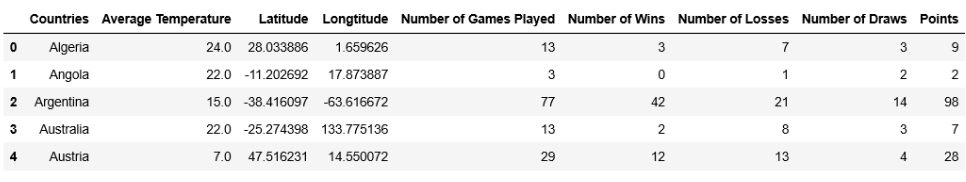 Countries Average Temperature Latitude Longtitude Number of Games Played Number of Wins Number of Losses Number of Draws Points
0 Algeria 24.0 28.033886 1.659626 13 3 7 3 9
1 Angola 22.0 -11.202692 17.873887 3 0 1 2 2
2 Argentina 15.0 -38.416097 -63.616672 77 42 21 14 98
3 Australia 22.0 -25.274398 133.775136 13 2 8 3 7
4 Austria 7.0 47.516231 14.550072 29 12 13 4 28